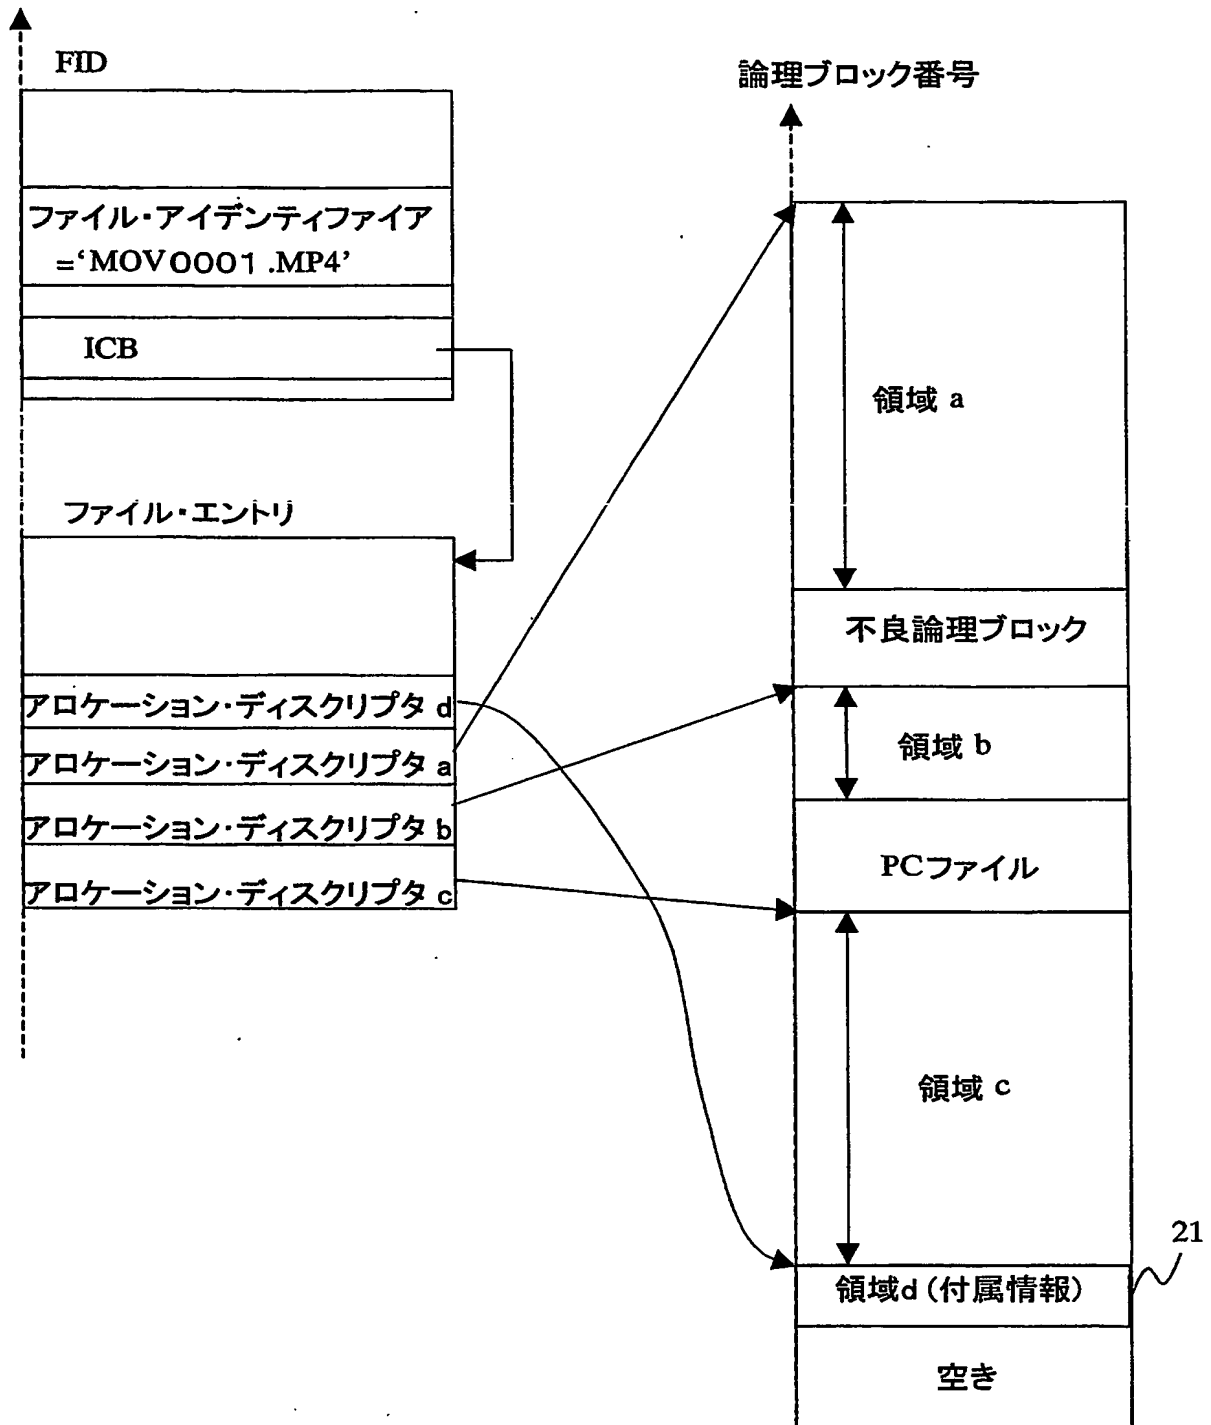 FID
ファイル・アイデンティファイア
=‘MOV0001.MP4’
ICB
ファイル・エントリ
アロケーション・ディスクリプタ d
アロケーション・ディスクリプタ a
アロケーション・ディスクリプタ b
アロケーション・ディスクリプタ c
論理ブロック番号
領域 a
不良論理ブロック
領域 b
PCファイル
領域 c
領域d(付属情報)
21
空き